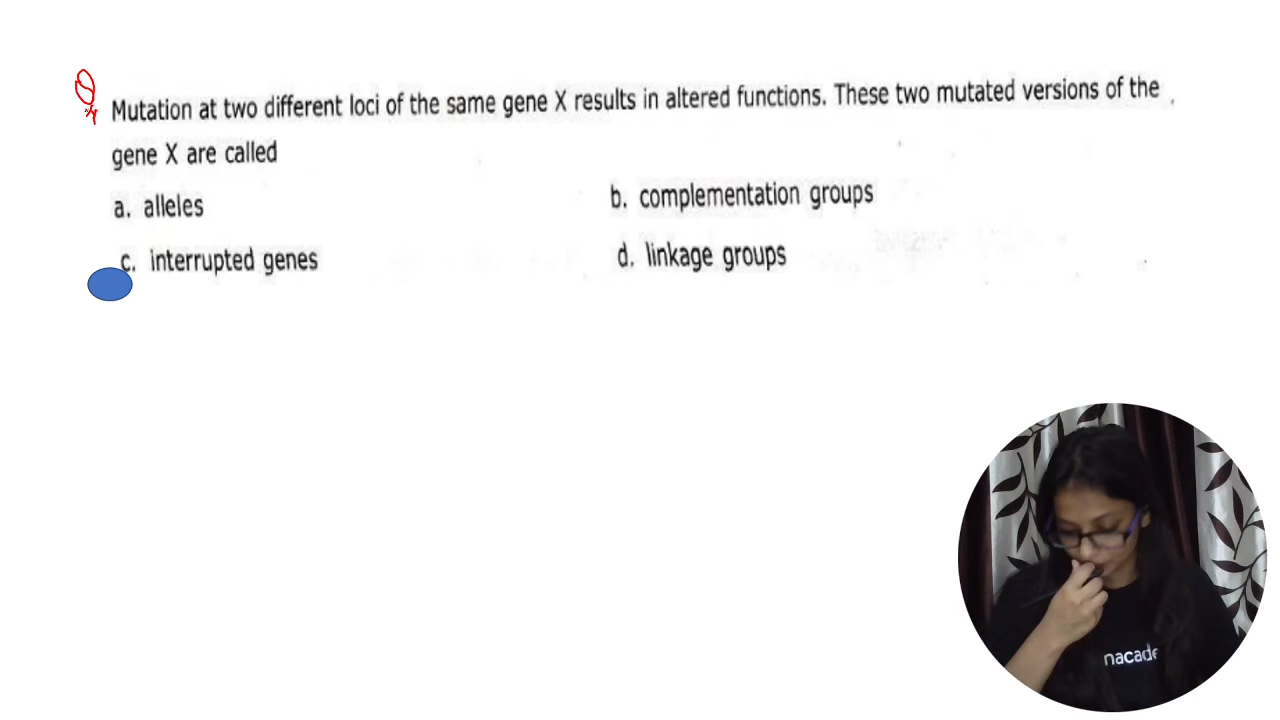 Q
Mutation at two different loci of the same gene X results in altered functions. These two mutated versions of the
gene X are called
a. alleles
b. complementation groups
c. interrupted genes
d. linkage groups
nacade